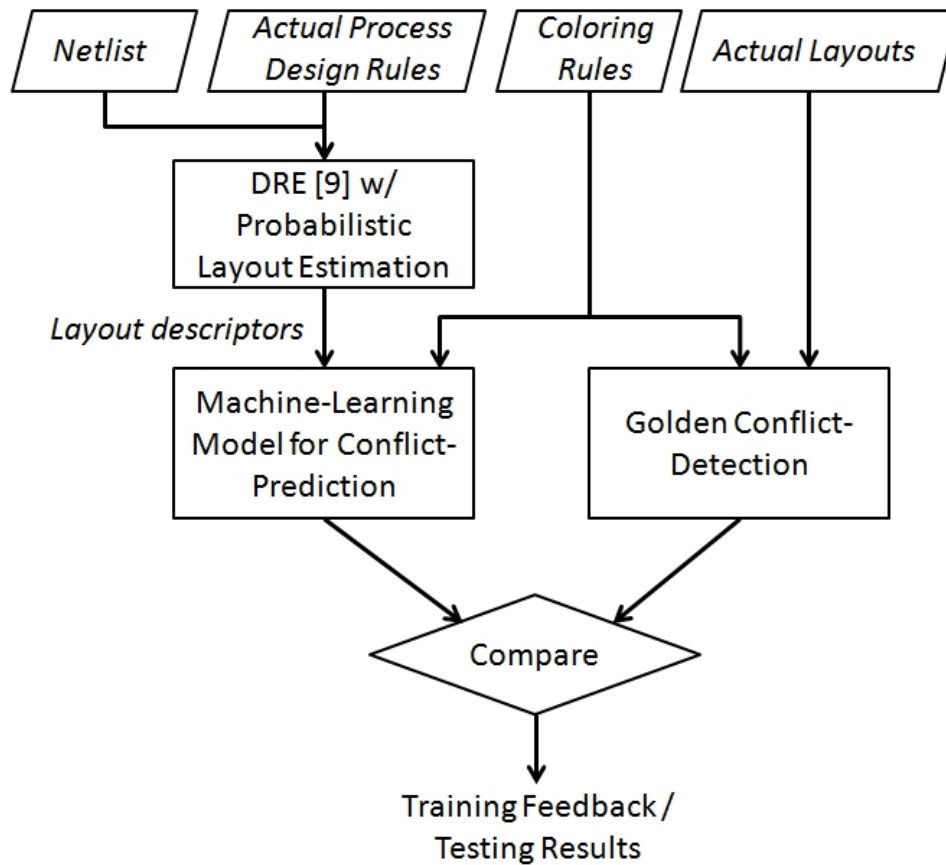 Netlist
Actual Process
Design Rules
Coloring
Rules
Actual Layouts
DRE [9] w/
Probabilistic
Layout Estimation
Layout descriptors
Machine-Learning
Model for Conflict-
Prediction
Golden Conflict-
Detection
Compare
Training Feedback /
Testing Results